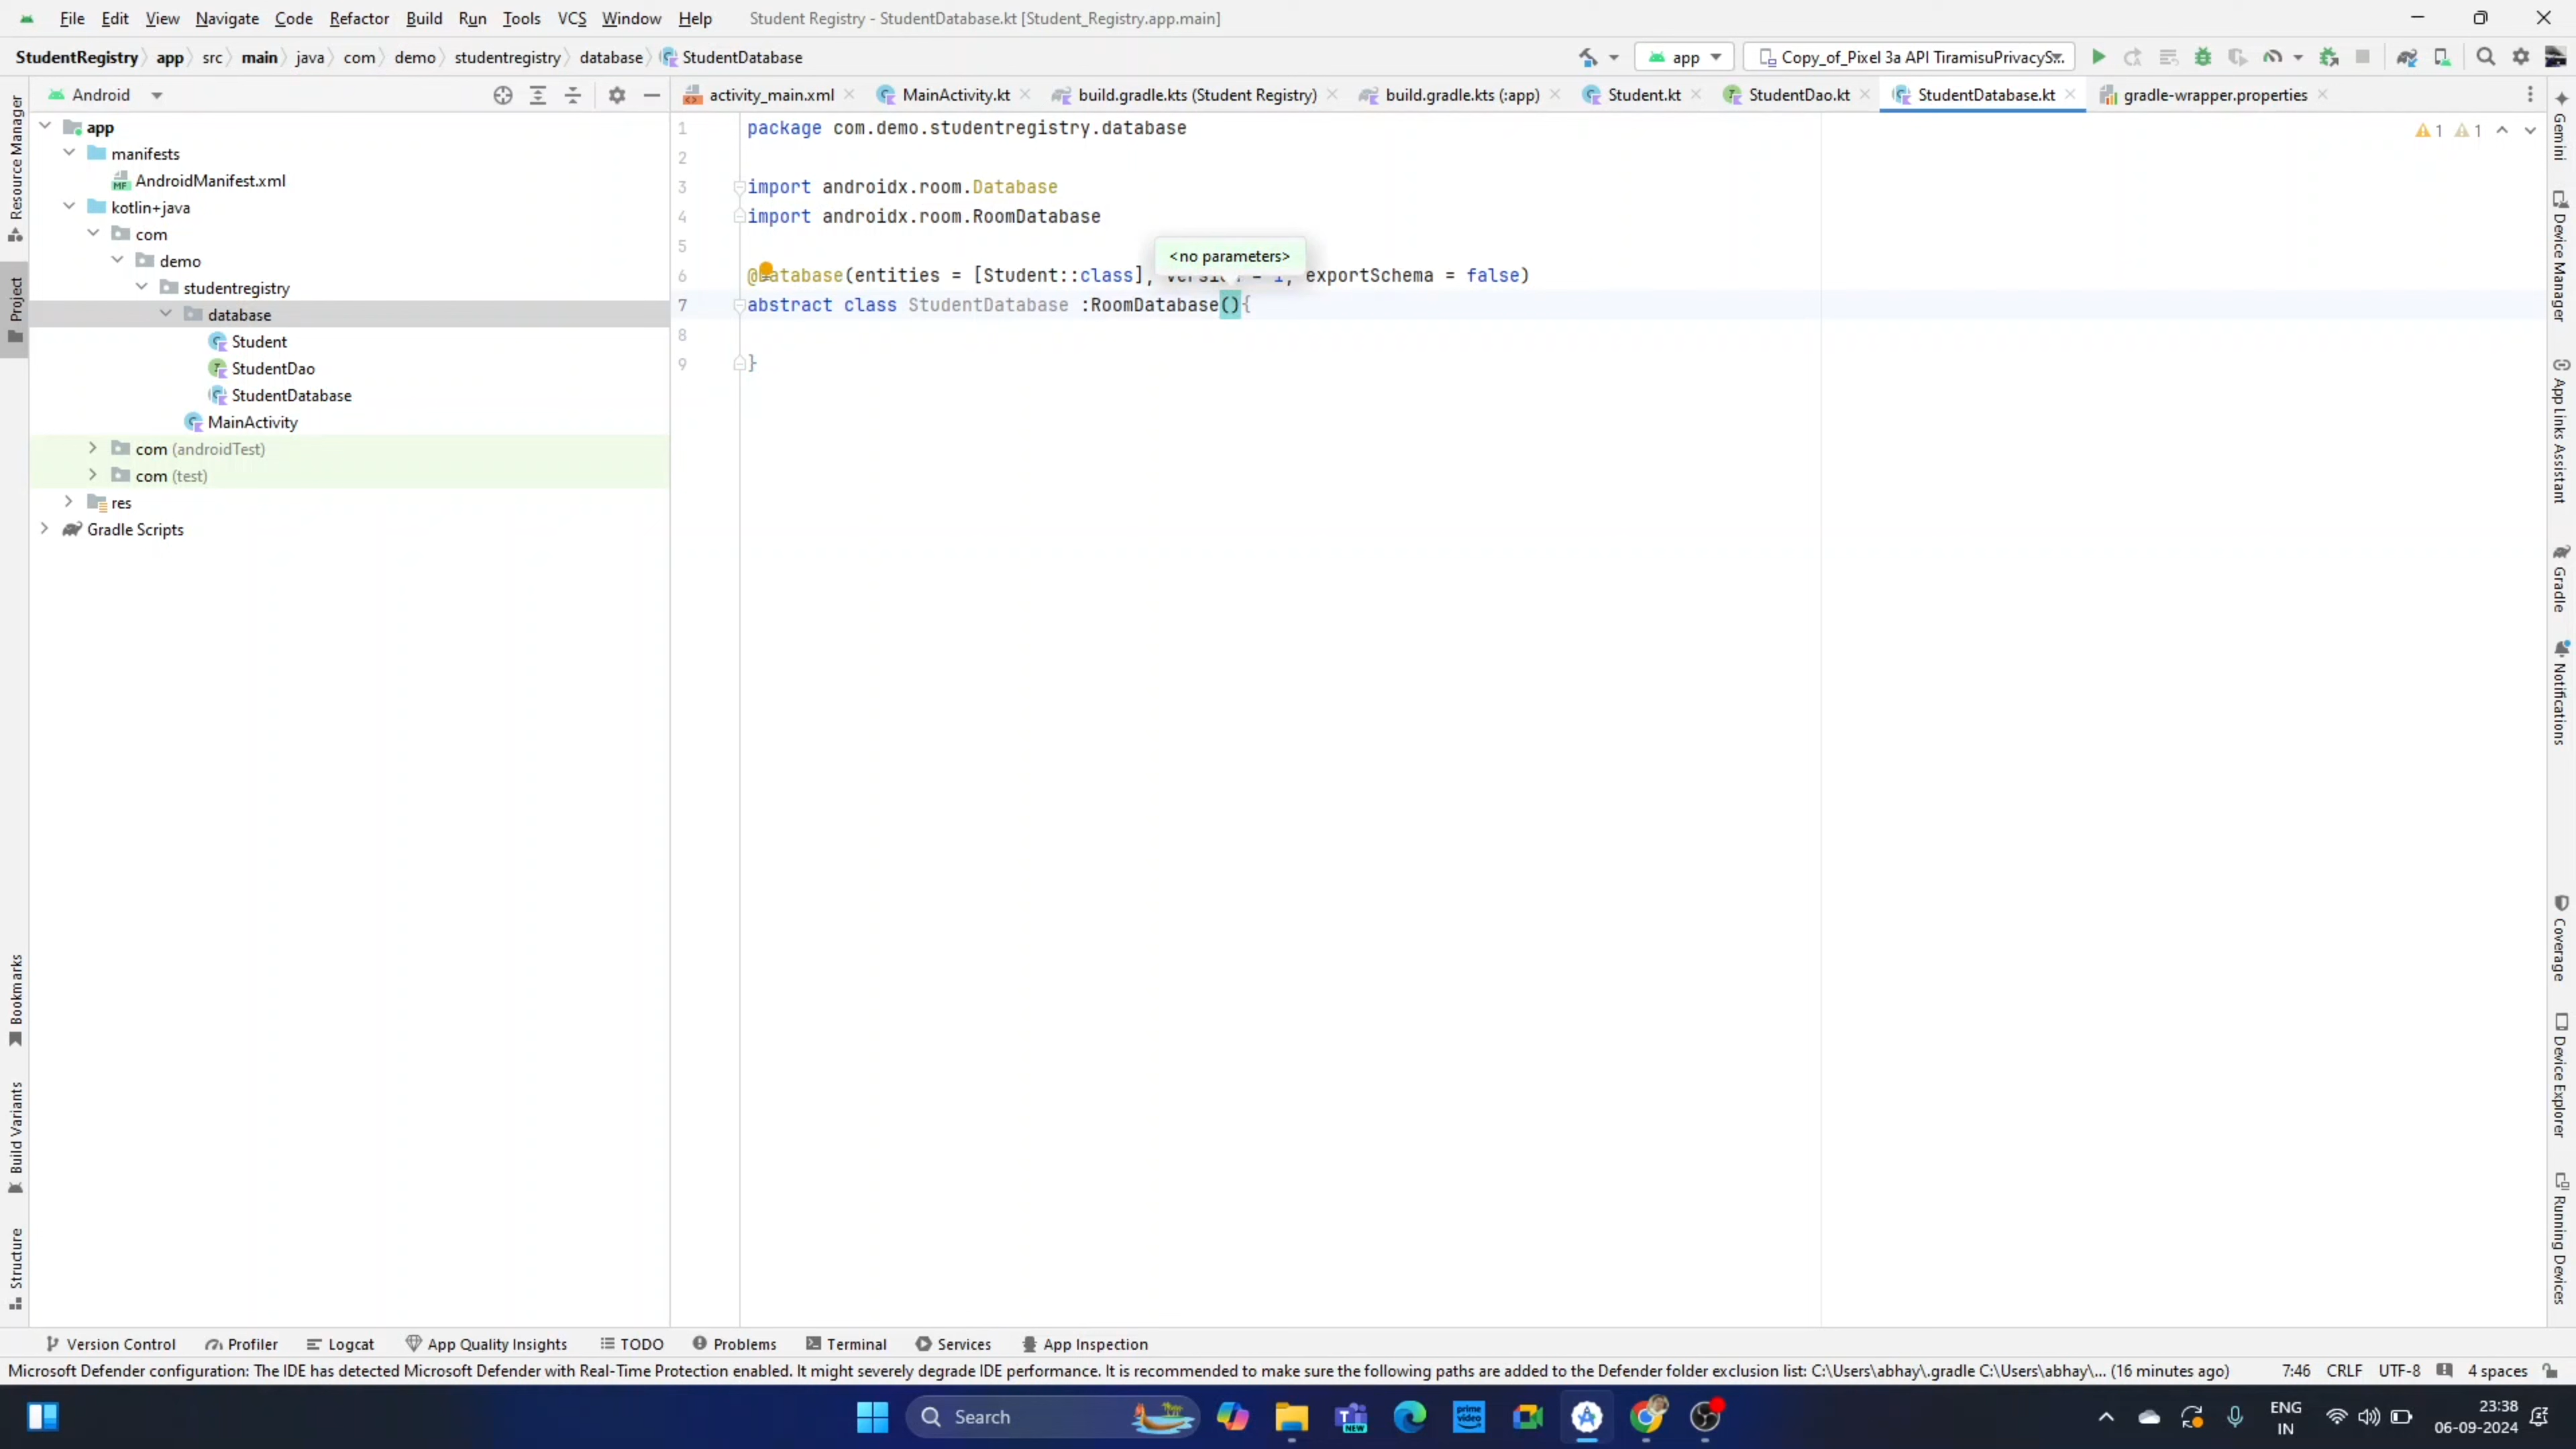 File Edit View Navigate Code Refactor Build Run Tools VCS Window Help Student Registry - StudentDatabase.kt [Student_Registry.app.main]
StudentRegistry app src main java com demo studentregistry database StudentDatabase app Copy_of_Pixel 3a API TiramisuPrivacyS..
Android
activity_main.xml MainActivity.kt build.gradle.kts (Student Registry) build.gradle.kts (:app) Student.kt StudentDao.kt StudentDatabase.kt gradle-wrapper.properties
app
manifests
AndroidManifest.xml
kotlin+java
com
demo
studentregistry
database
Student
StudentDao
StudentDatabase
MainActivity
com (androidTest)
com (test)
res
Gradle Scripts
1 package com.demo.studentregistry.database
2
3 import androidx.room.Database
4 import androidx.room.RoomDatabase
5
<no parameters>
6 @Database(entities = [Student::class], version = 1, exportSchema = false)
7 abstract class StudentDatabase :RoomDatabase(){
8
9 }
1 1
Resource Manager
Project
Bookmarks
Build Variants
Structure
Gemini
Device Manager
App Links Assistant
Gradle
Notifications
Coverage
Device Explorer
Running Devices
Version Control Profiler Logcat App Quality Insights TODO Problems Terminal Services App Inspection
Microsoft Defender configuration: The IDE has detected Microsoft Defender with Real-Time Protection enabled. It might severely degrade IDE performance. It is recommended to make sure the following paths are added to the Defender folder exclusion list: C:\Users\abhay\.gradle C:\Users\abhay\... (16 minutes ago) 7:46 CRLF UTF-8 4 spaces
Search
prime video
NEW
ENG
IN
23:38
06-09-2024